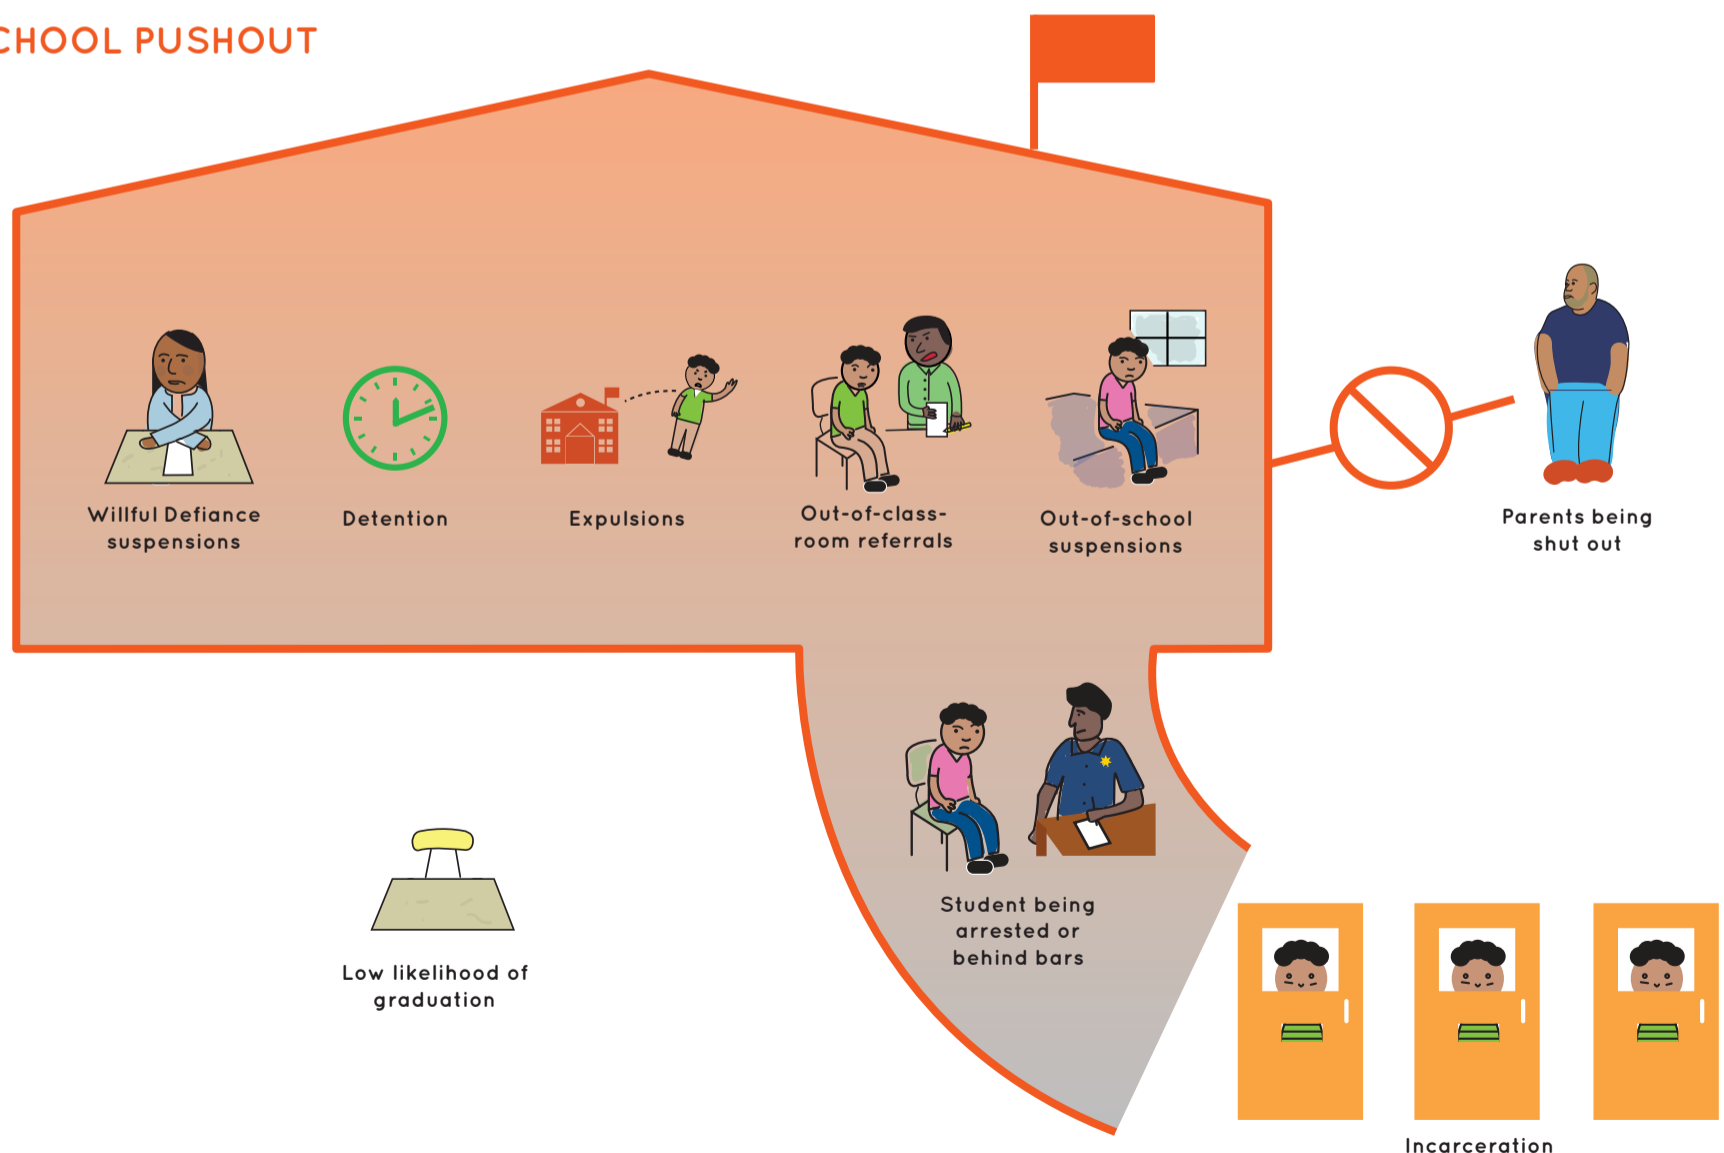 CHOOL PUSHOUT
Willful Defiance
suspensions
Detention
Expulsions
Out-of-class-
room referrals
Out-of-school
suspensions
Parents being
shut out
Student being
arrested or
behind bars
Low likelihood of
graduation
Incarceration